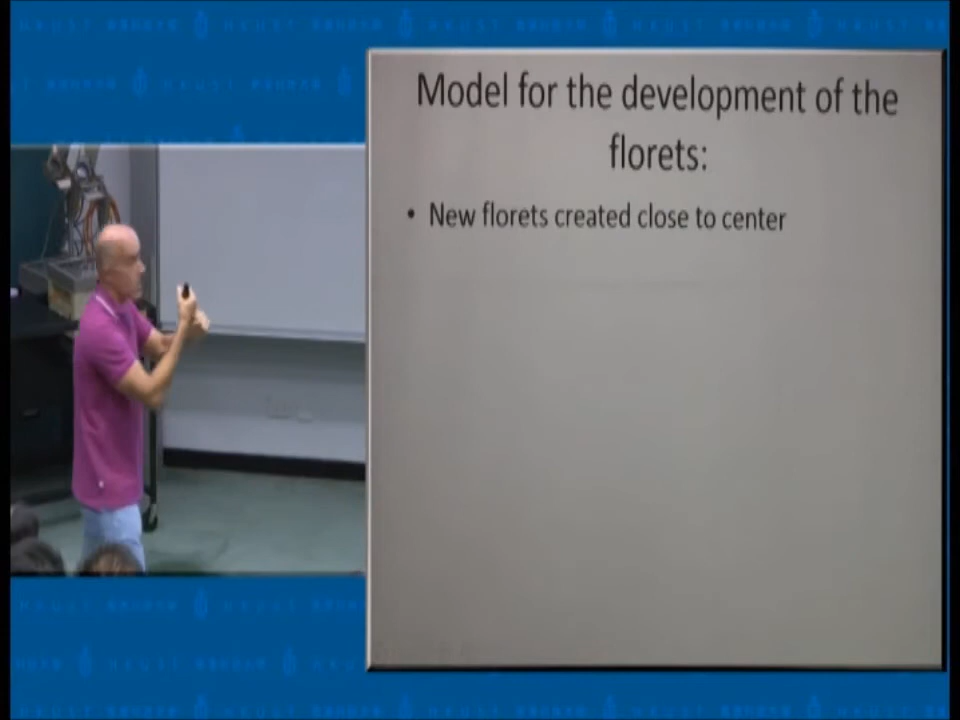 Model for the development of the
florets:
• New florets created close to center